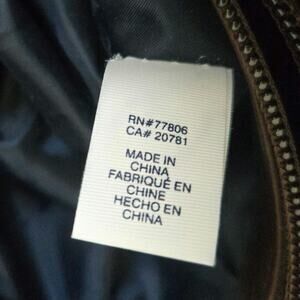 RN#77806
CA# 20781
MADE IN
CHINA
FABRIQUÉ EN
CHINE
HECHO EN
CHINA